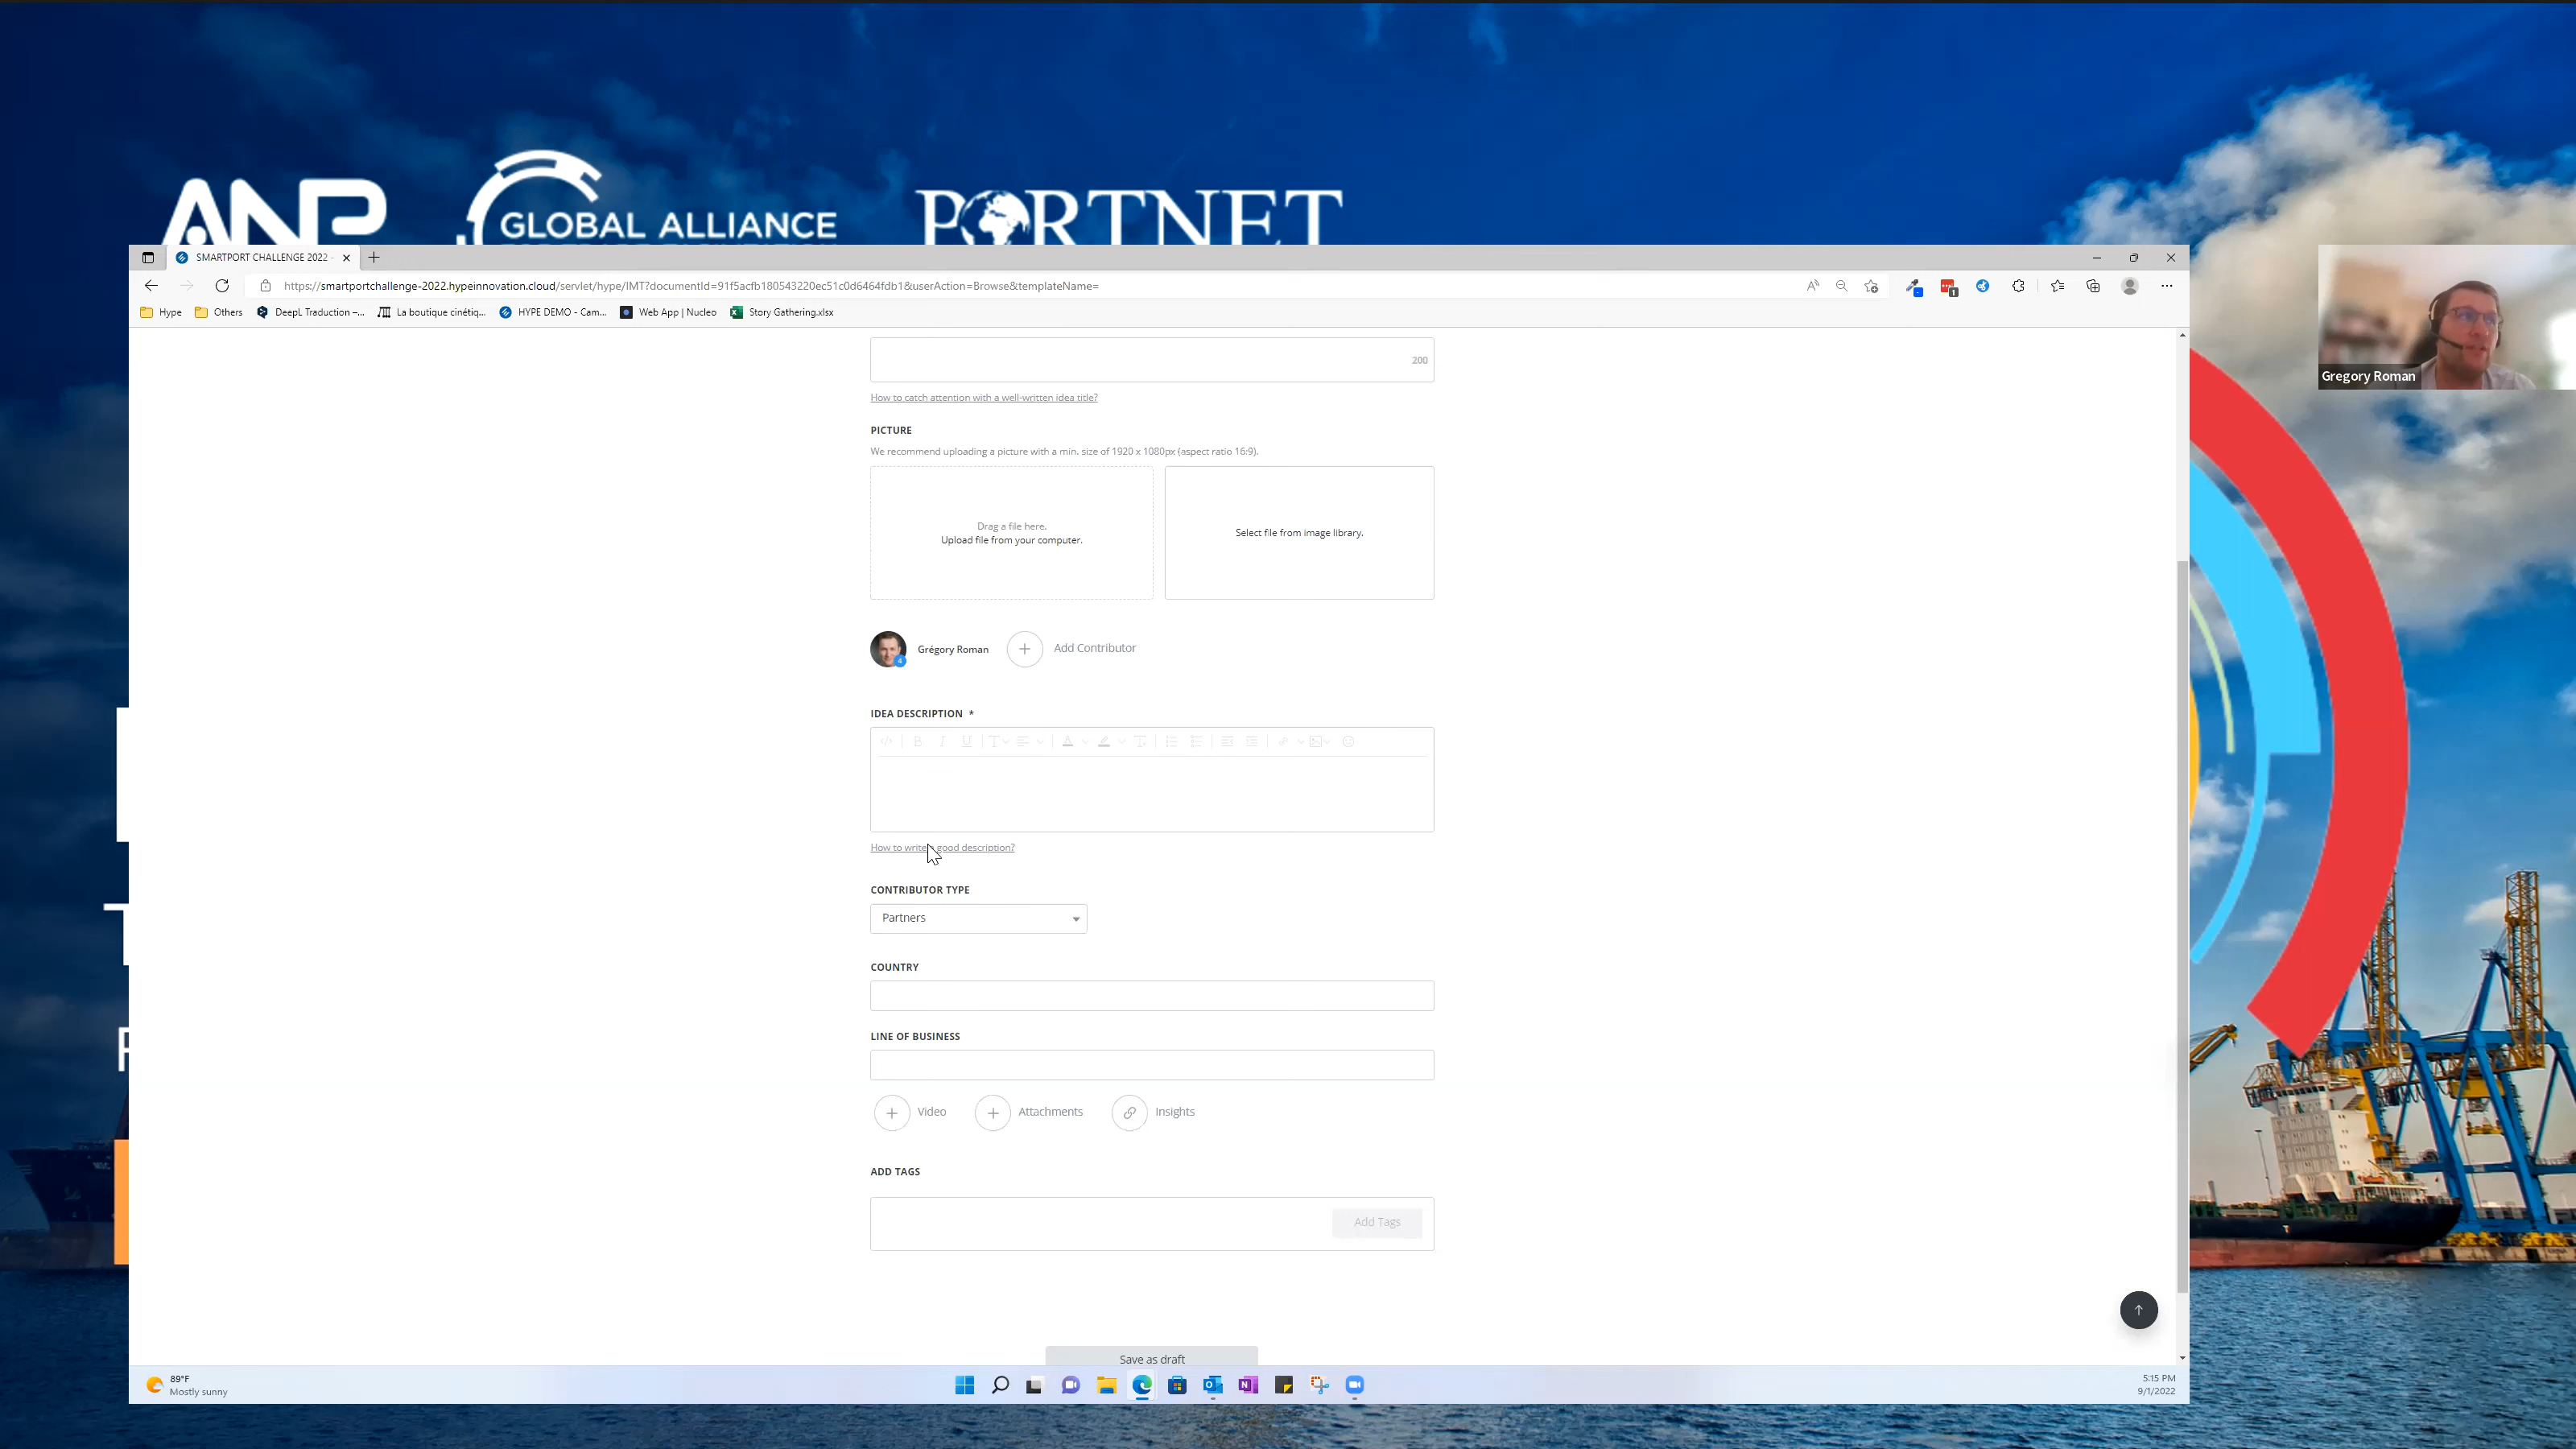 ANP
GLOBAL ALLIANCE
PORTNET
SMARTPORT CHALLENGE 2022 -
https://smartportchallenge-2022.hypeinnovation.cloud/servlet/hype/IMT?documentId=91f5acfb180543220ec51c0d6464fdb1&userAction=Browse&templateName=
Hype
Others
DeepL Traduction –...
La boutique cinétiq...
HYPE DEMO - Cam...
Web App | Nucleo
Story Gathering.xlsx
Gregory Roman
200
How to catch attention with a well-written idea title?
PICTURE
We recommend uploading a picture with a min. size of 1920 x 1080px (aspect ratio 16:9).
Drag a file here.
Upload file from your computer.
Select file from image library.
4
Grégory Roman
Add Contributor
IDEA DESCRIPTION *
How to write good description?
CONTRIBUTOR TYPE
Partners
COUNTRY
LINE OF BUSINESS
Video
Attachments
Insights
ADD TAGS
Add Tags
Save as draft
89°F
Mostly sunny
5:15 PM
9/1/2022